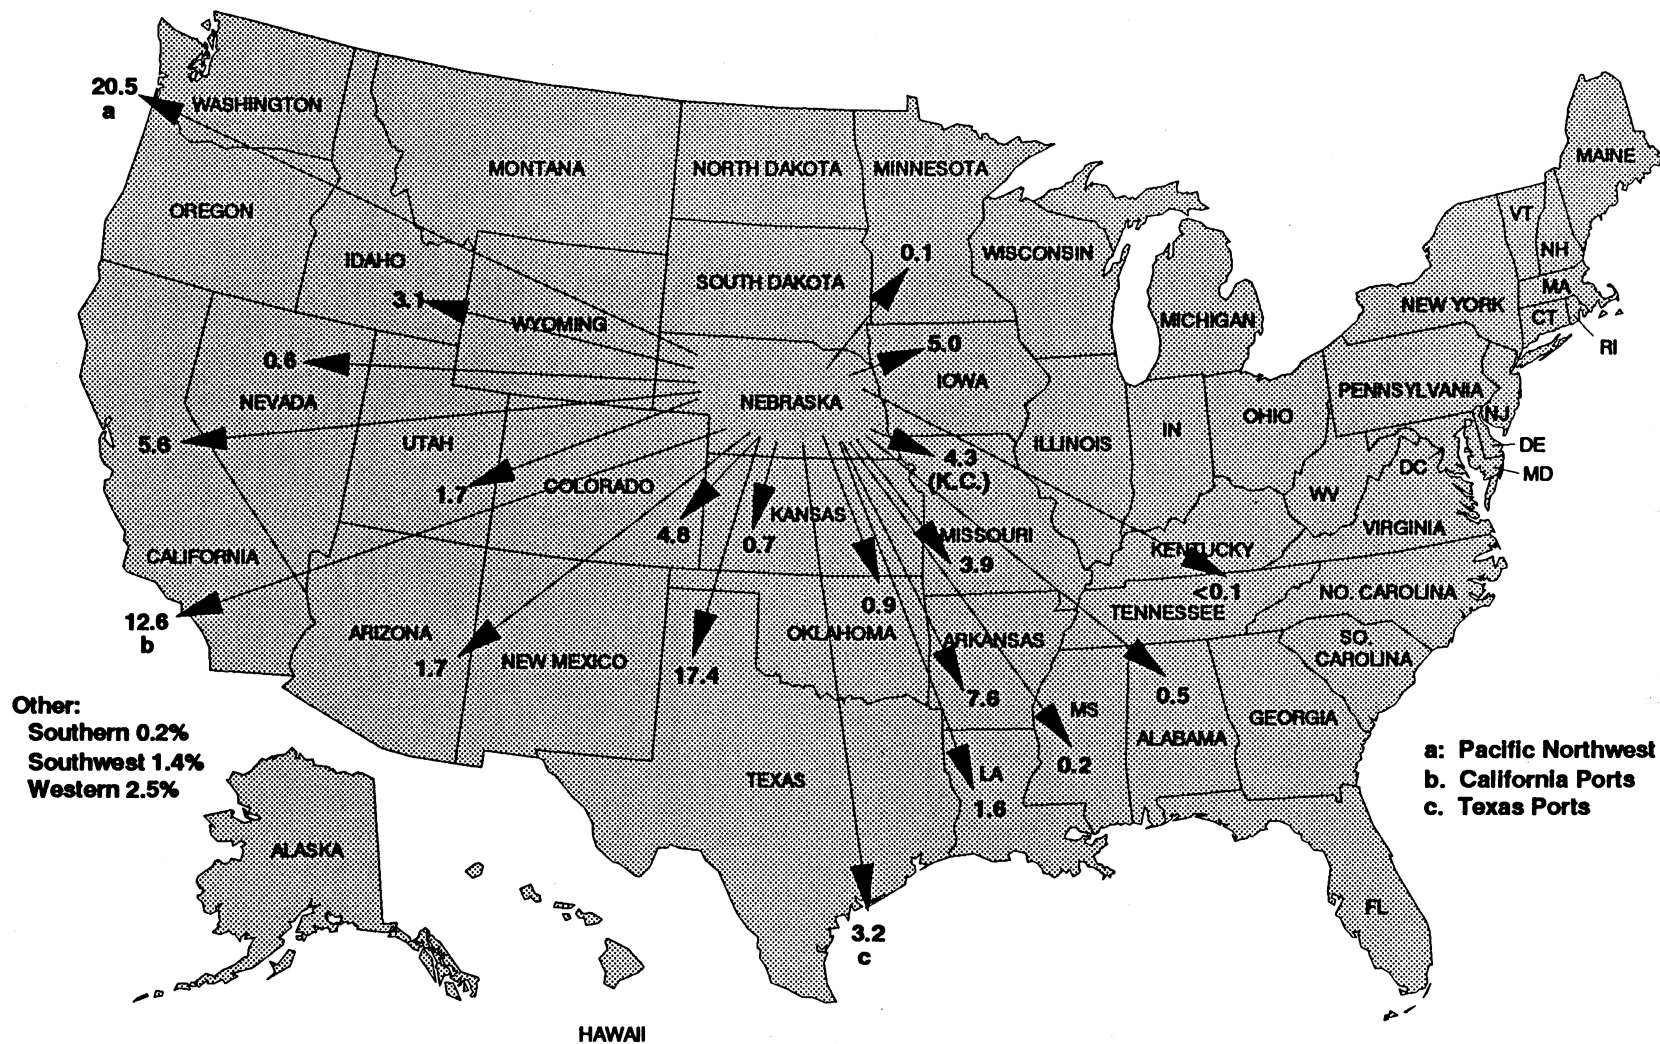 20.5
a
WASHINGTON
MONTANA
NORTH DAKOTA
MINNESOTA
MAINE
OREGON
VT
NH
IDAHO
0.1
WISCONSIN
SOUTH DAKOTA
MA
NEW YORK
3.1
WYOMING
MICHIGAN
CT
RI
0.6
5.0
IOWA
NEVADA
NEBRASKA
PENNSYLVANIA
OHIO
NJ
5.6
UTAH
ILLINOIS
IN
DE
4.3
(K.C.)
DC
MD
1.7
COLORADO
WV
KANSAS
VIRGINIA
4.8
0.7
MISSOURI
3.9
KENTUCKY
CALIFORNIA
<0.1
NO. CAROLINA
12.6
b
0.9
TENNESSEE
ARIZONA
OKLAHOMA
ARKANSAS
SO.
CAROLINA
1.7
NEW MEXICO
17.4
7.6
0.5
MS
GEORGIA
Other:
Southern 0.2%
Southwest 1.4%
Western 2.5%
ALABAMA
0.2
TEXAS
LA
1.6
a: Pacific Northwest
b. California Ports
c. Texas Ports
ALASKA
FL
3.2
c
HAWAII